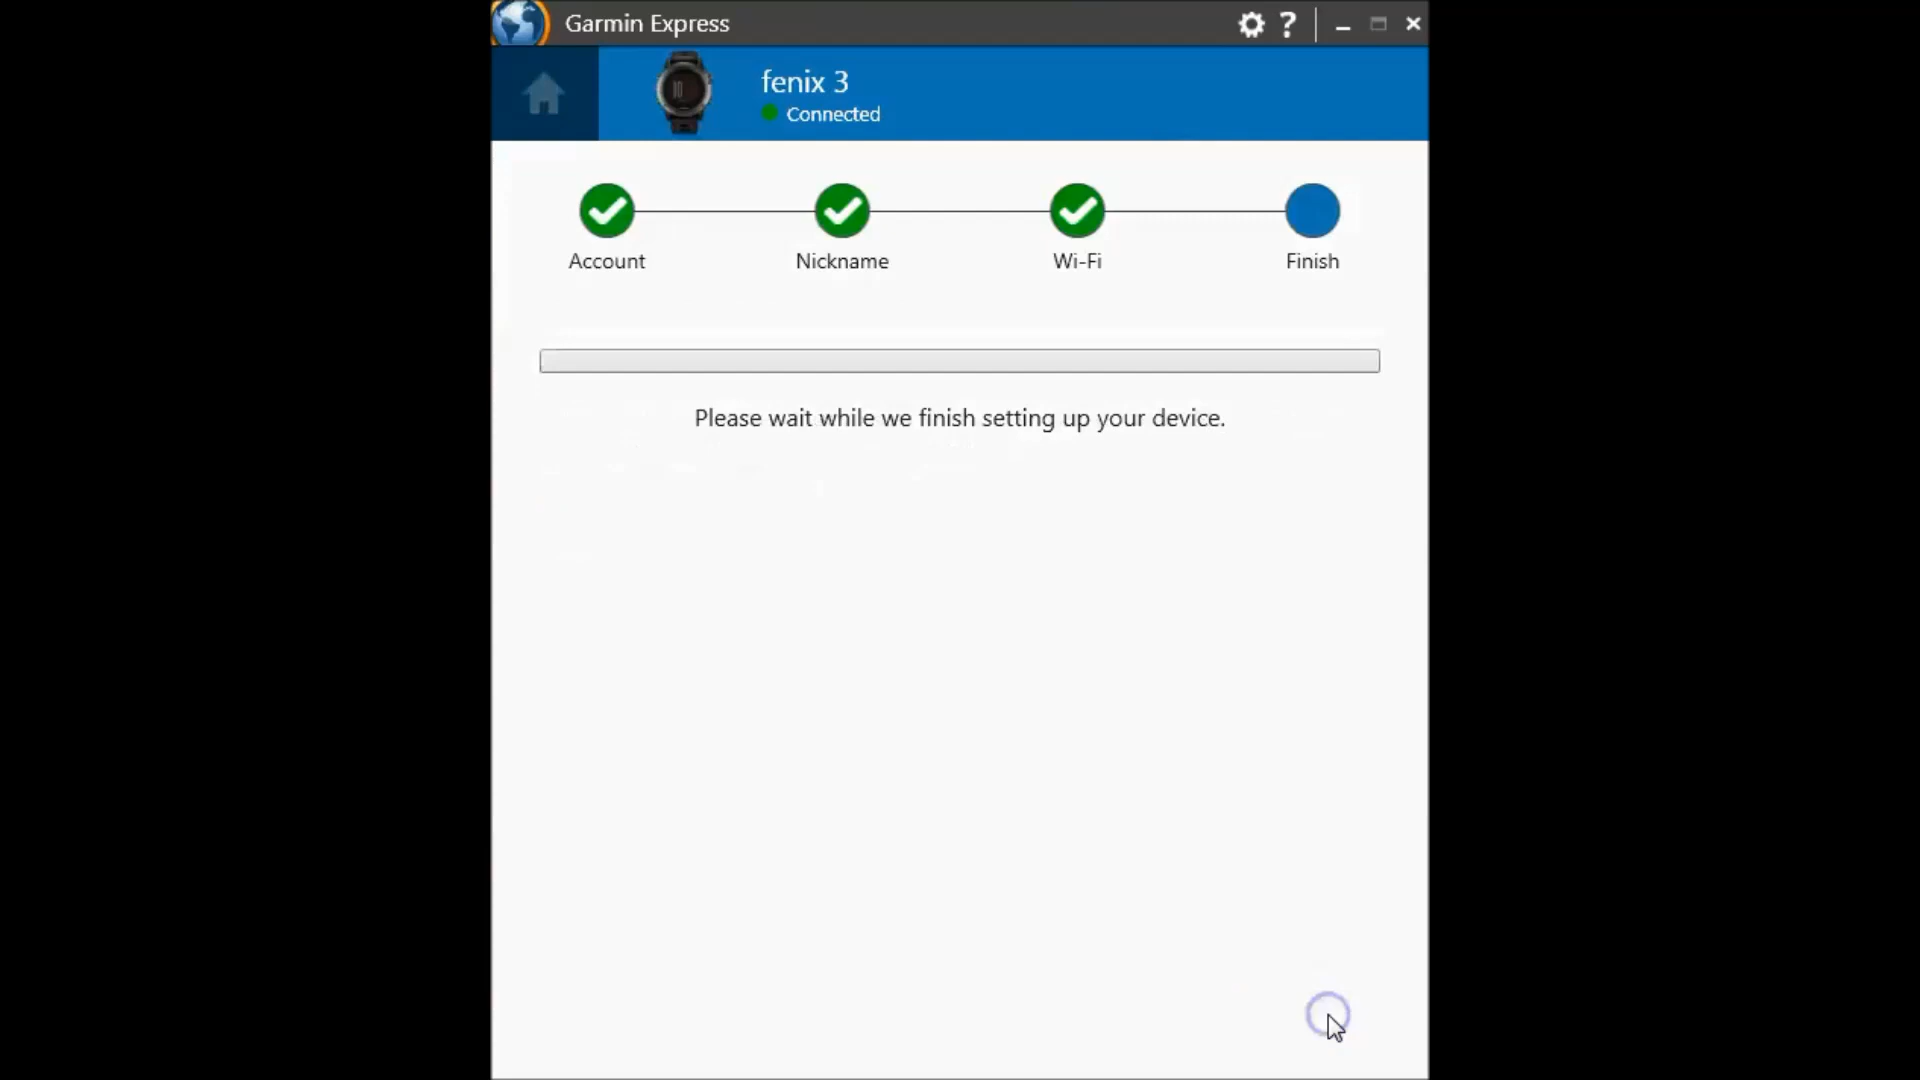 Garmin Express
?
fenix 3
Connected
Account
Nickname
Wi-Fi
Finish
Please wait while we finish setting up your device.